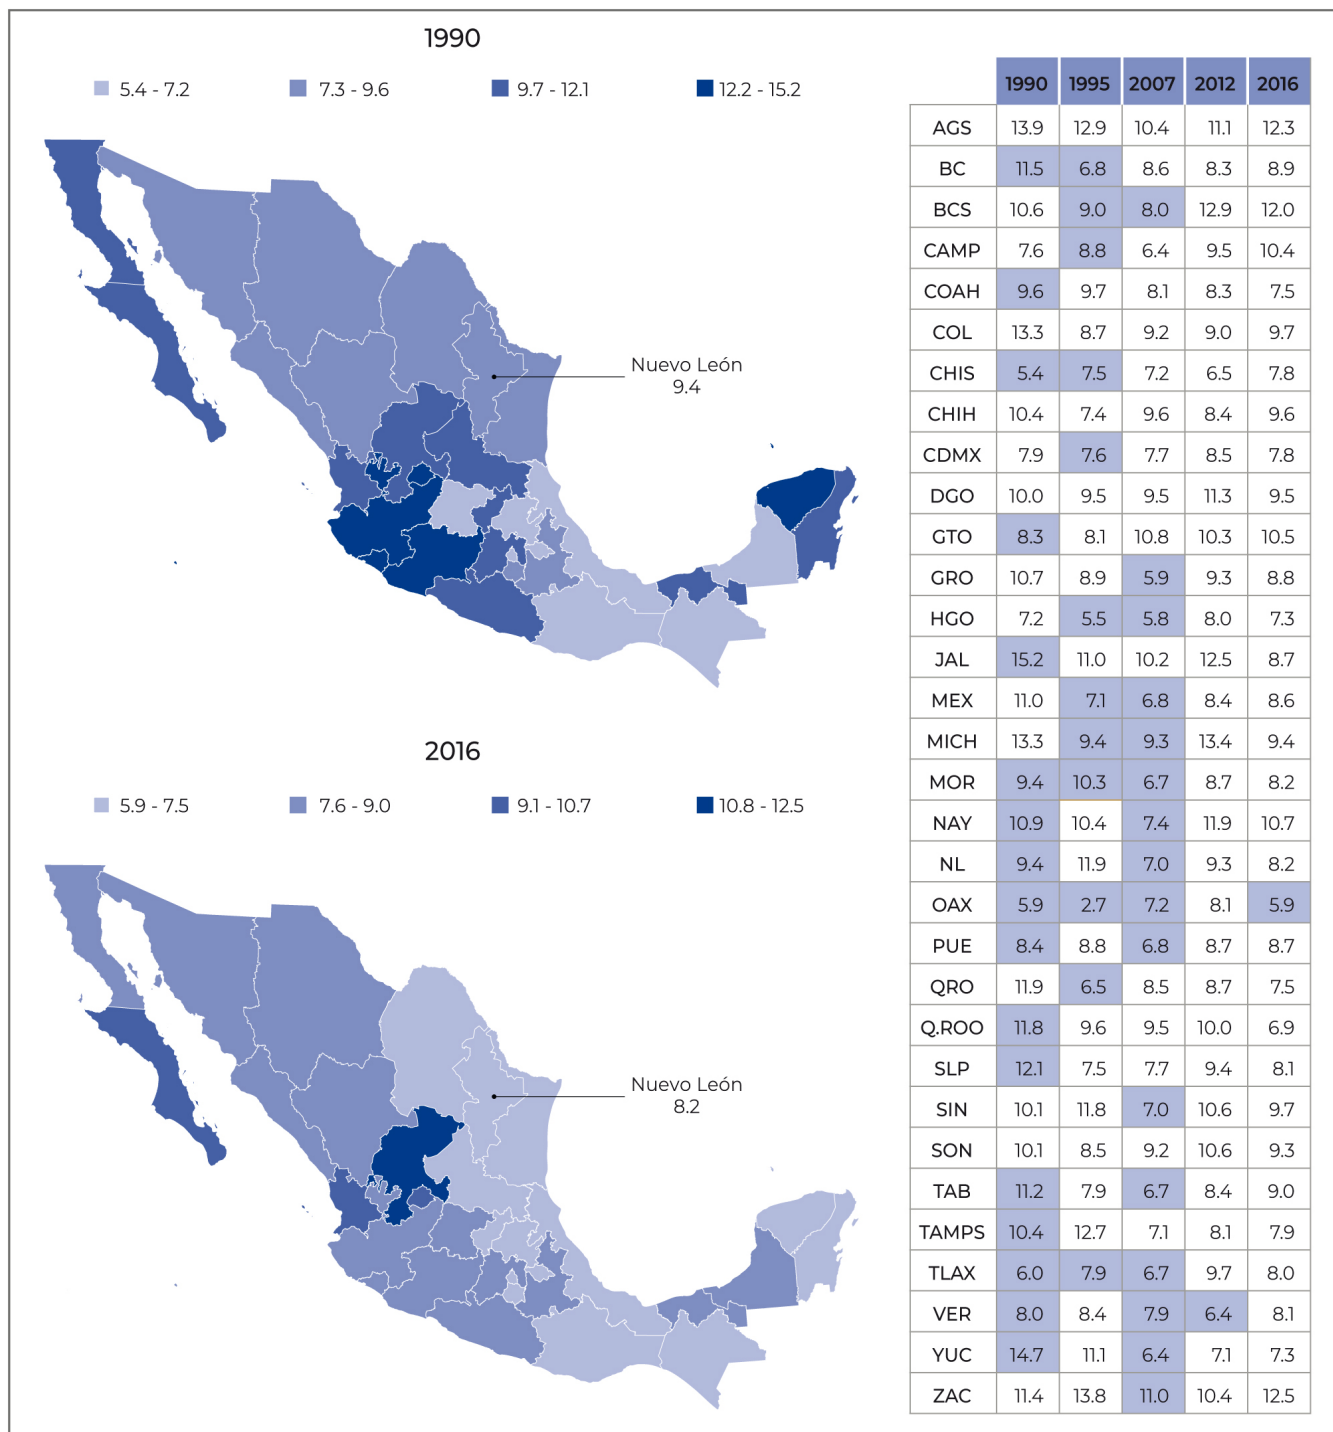 1990
5.4 - 7.2 7.3 - 9.6 9.7 - 12.1 12.2 - 15.2
Nuevo León
9.4
2016
5.9 - 7.5 7.6 - 9.0 9.1 - 10.7 10.8 - 12.5
Nuevo León
8.2
1990 1995 2007 2012 2016
AGS 13.9 12.9 10.4 11.1 12.3
BC 11.5 6.8 8.6 8.3 8.9
BCS 10.6 9.0 8.0 12.9 12.0
CAMP 7.6 8.8 6.4 9.5 10.4
COAH 9.6 9.7 8.1 8.3 7.5
COL 13.3 8.7 9.2 9.0 9.7
CHIS 5.4 7.5 7.2 6.5 7.8
CHIH 10.4 7.4 9.6 8.4 9.6
CDMX 7.9 7.6 7.7 8.5 7.8
DGO 10.0 9.5 9.5 11.3 9.5
GTO 8.3 8.1 10.8 10.3 10.5
GRO 10.7 8.9 5.9 9.3 8.8
HGO 7.2 5.5 5.8 8.0 7.3
JAL 15.2 11.0 10.2 12.5 8.7
MEX 11.0 7.1 6.8 8.4 8.6
MICH 13.3 9.4 9.3 13.4 9.4
MOR 9.4 10.3 6.7 8.7 8.2
NAY 10.9 10.4 7.4 11.9 10.7
NL 9.4 11.9 7.0 9.3 8.2
OAX 5.9 2.7 7.2 8.1 5.9
PUE 8.4 8.8 6.8 8.7 8.7
QRO 11.9 6.5 8.5 8.7 7.5
Q.ROO 11.8 9.6 9.5 10.0 6.9
SLP 12.1 7.5 7.7 9.4 8.1
SIN 10.1 11.8 7.0 10.6 9.7
SON 10.1 8.5 9.2 10.6 9.3
TAB 11.2 7.9 6.7 8.4 9.0
TAMPS 10.4 12.7 7.1 8.1 7.9
TLAX 6.0 7.9 6.7 9.7 8.0
VER 8.0 8.4 7.9 6.4 8.1
YUC 14.7 11.1 6.4 7.1 7.3
ZAC 11.4 13.8 11.0 10.4 12.5